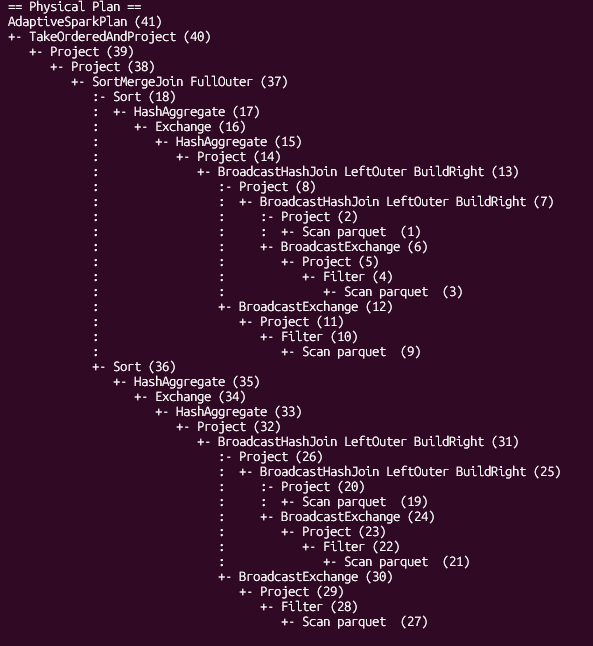 == Physical Plan ==
AdaptiveSparkPlan (41)
+- TakeOrderedAndProject (40)
   +- Project (39)
      +- Project (38)
         +- SortMergeJoin FullOuter (37)
            :- Sort (18)
            :  +- HashAggregate (17)
            :     +- Exchange (16)
            :        +- HashAggregate (15)
            :           +- Project (14)
            :              +- BroadcastHashJoin LeftOuter BuildRight (13)
            :                 :- Project (8)
            :                 :  +- BroadcastHashJoin LeftOuter BuildRight (7)
            :                 :     :- Project (2)
            :                 :     :  +- Scan parquet  (1)
            :                 :     +- BroadcastExchange (6)
            :                 :        +- Project (5)
            :                 :           +- Filter (4)
            :                 :              +- Scan parquet  (3)
            :                 +- BroadcastExchange (12)
            :                    +- Project (11)
            :                       +- Filter (10)
            :                          +- Scan parquet  (9)
            +- Sort (36)
               +- HashAggregate (35)
                  +- Exchange (34)
                     +- HashAggregate (33)
                        +- Project (32)
                           +- BroadcastHashJoin LeftOuter BuildRight (31)
                              :- Project (26)
                              :  +- BroadcastHashJoin LeftOuter BuildRight (25)
                              :     :- Project (20)
                              :     :  +- Scan parquet  (19)
                              :     +- BroadcastExchange (24)
                              :        +- Project (23)
                              :           +- Filter (22)
                              :              +- Scan parquet  (21)
                              +- BroadcastExchange (30)
                                 +- Project (29)
                                    +- Filter (28)
                                       +- Scan parquet  (27)